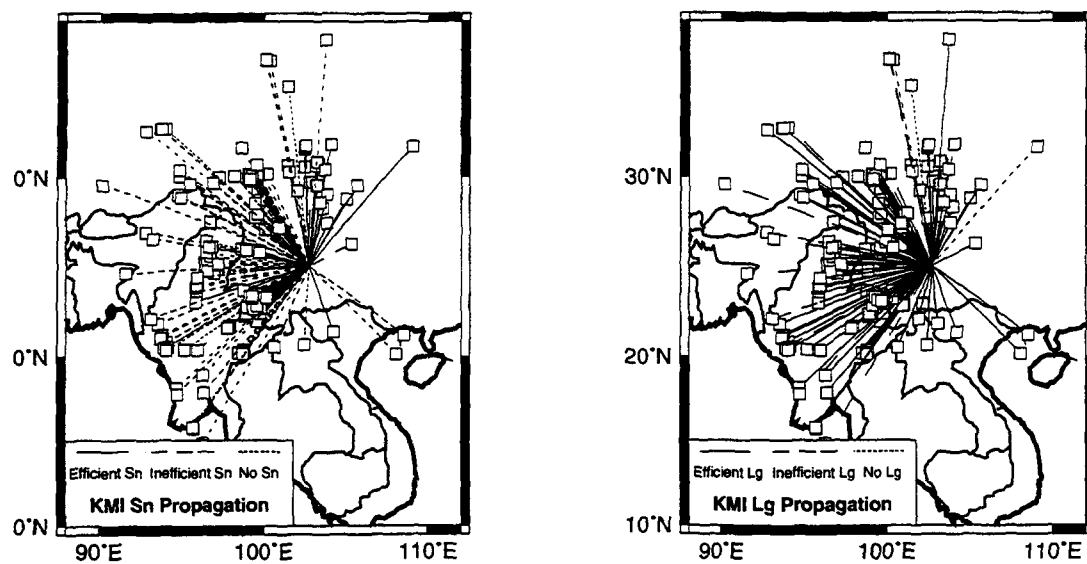 0°N
0°N
Efficient Sn Inefficient Sn No Sn
KMI Sn Propagation
0°N
90°E 100°E 110°E
30°N
20°N
Efficient Lg Inefficient Lg No Lg
KMI Lg Propagation
10°N
90°E 100°E 110°E